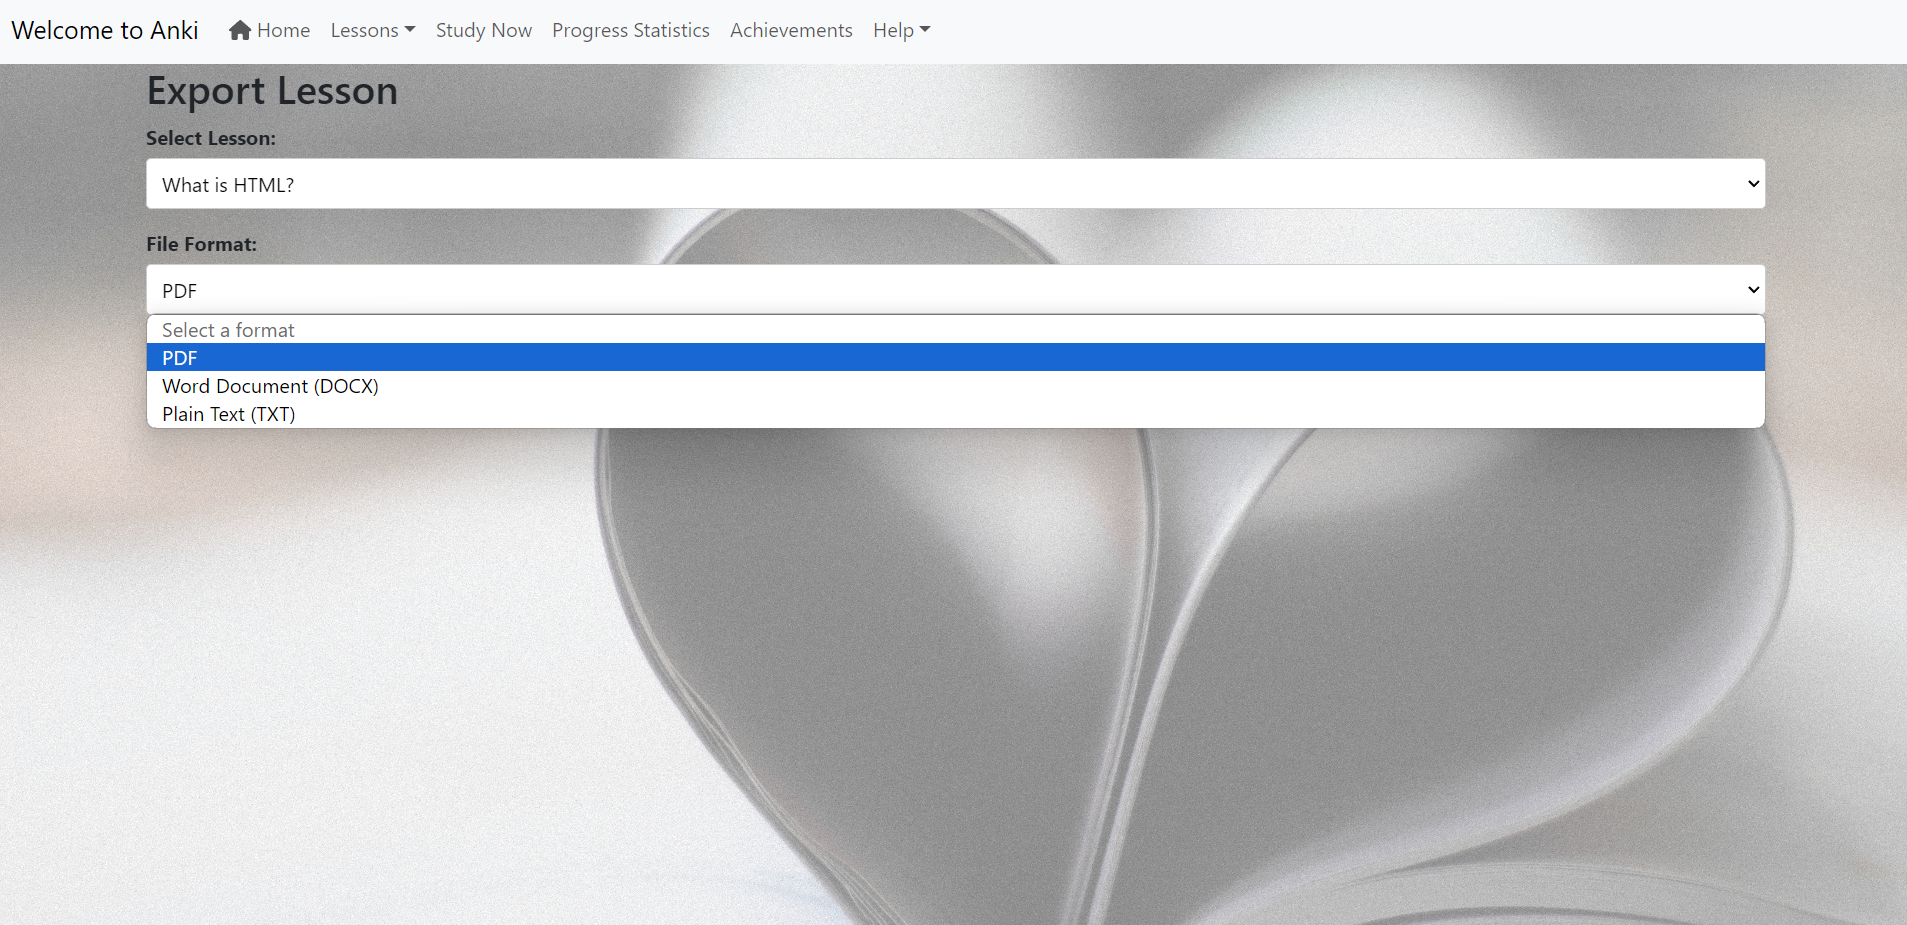 Welcome to Anki Home Lessons Study Now Progress Statistics Achievements Help
Export Lesson
Select Lesson:
What is HTML?
File Format:
PDF
Select a format
PDF
Word Document (DOCX)
Plain Text (TXT)